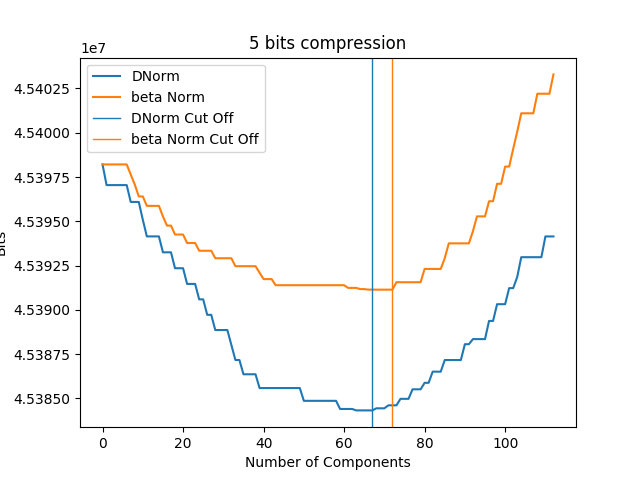 5 bits compression
1e7
DNorm
beta Norm
DNorm Cut Off
beta Norm Cut Off
4.54025
4.54000
4.53975
4.53950
4.53925
4.53900
4.53875
4.53850
Bits
0 20 40 60 80 100
Number of Components